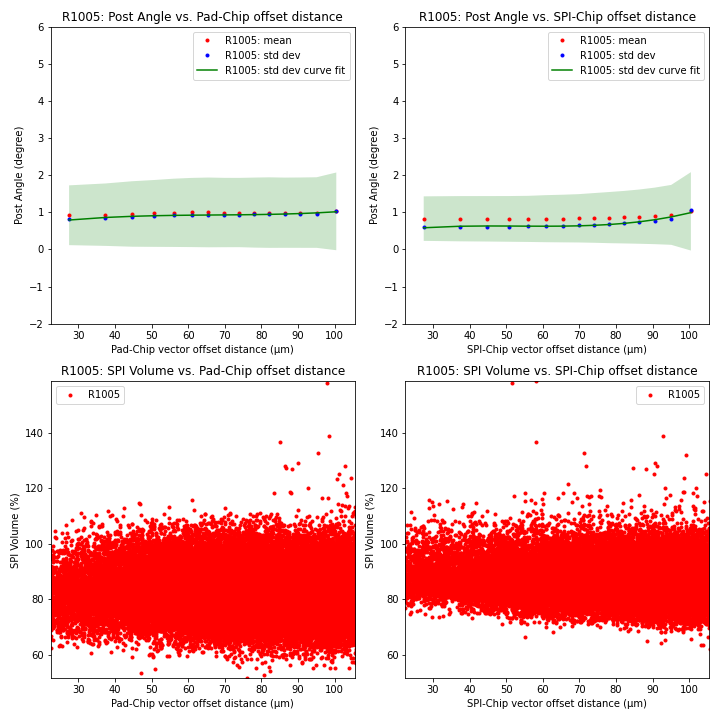 R1005: Post Angle vs. Pad-Chip offset distance
6
5
4
3
2
1
0
−1
−2
Post Angle (degree)
R1005: mean
R1005: std dev
R1005: std dev curve fit
30 40 50 60 70 80 90 100
Pad-Chip vector offset distance (μm)
R1005: Post Angle vs. SPI-Chip offset distance
6
5
4
3
2
1
0
−1
−2
Post Angle (degree)
R1005: mean
R1005: std dev
R1005: std dev curve fit
30 40 50 60 70 80 90 100
SPI-Chip vector offset distance (μm)
R1005: SPI Volume vs. Pad-Chip offset distance
R1005
140
120
100
80
60
SPI Volume (%)
30 40 50 60 70 80 90 100
Pad-Chip vector offset distance (μm)
R1005: SPI Volume vs. SPI-Chip offset distance
R1005
140
120
100
80
60
SPI Volume (%)
30 40 50 60 70 80 90 100
SPI-Chip vector offset distance (μm)